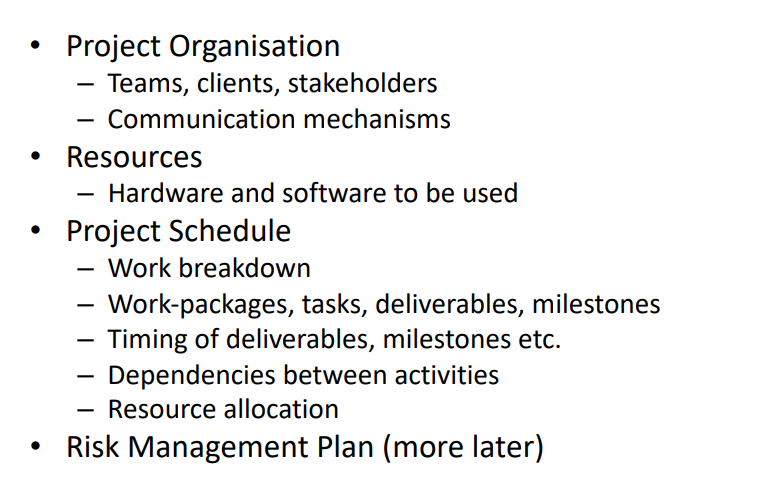 • Project Organisation
– Teams, clients, stakeholders
– Communication mechanisms
• Resources
– Hardware and software to be used
• Project Schedule
– Work breakdown
– Work-packages, tasks, deliverables, milestones
– Timing of deliverables, milestones etc.
– Dependencies between activities
– Resource allocation
• Risk Management Plan (more later)